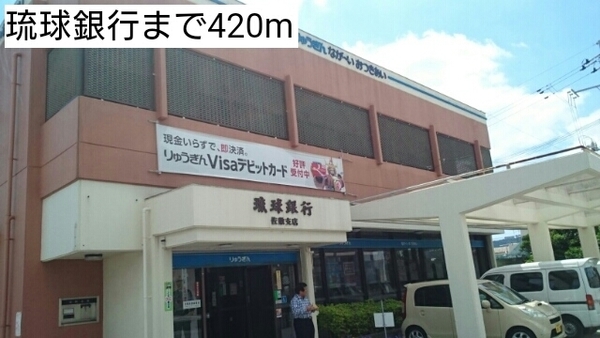 琉球銀行まで420m
りゅうぎん なが~い おつきあい
現金いらずで、即決済。
りゅうぎんVisaデビットカード
好評
受付中
琉球銀行
りゅうぎん